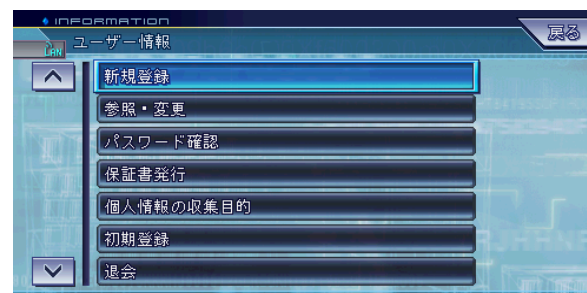 INFORMATION
戻る
LAN
ユーザー情報
新規登録
参照・変更
パスワード確認
保証書発行
個人情報の収集目的
初期登録
退会